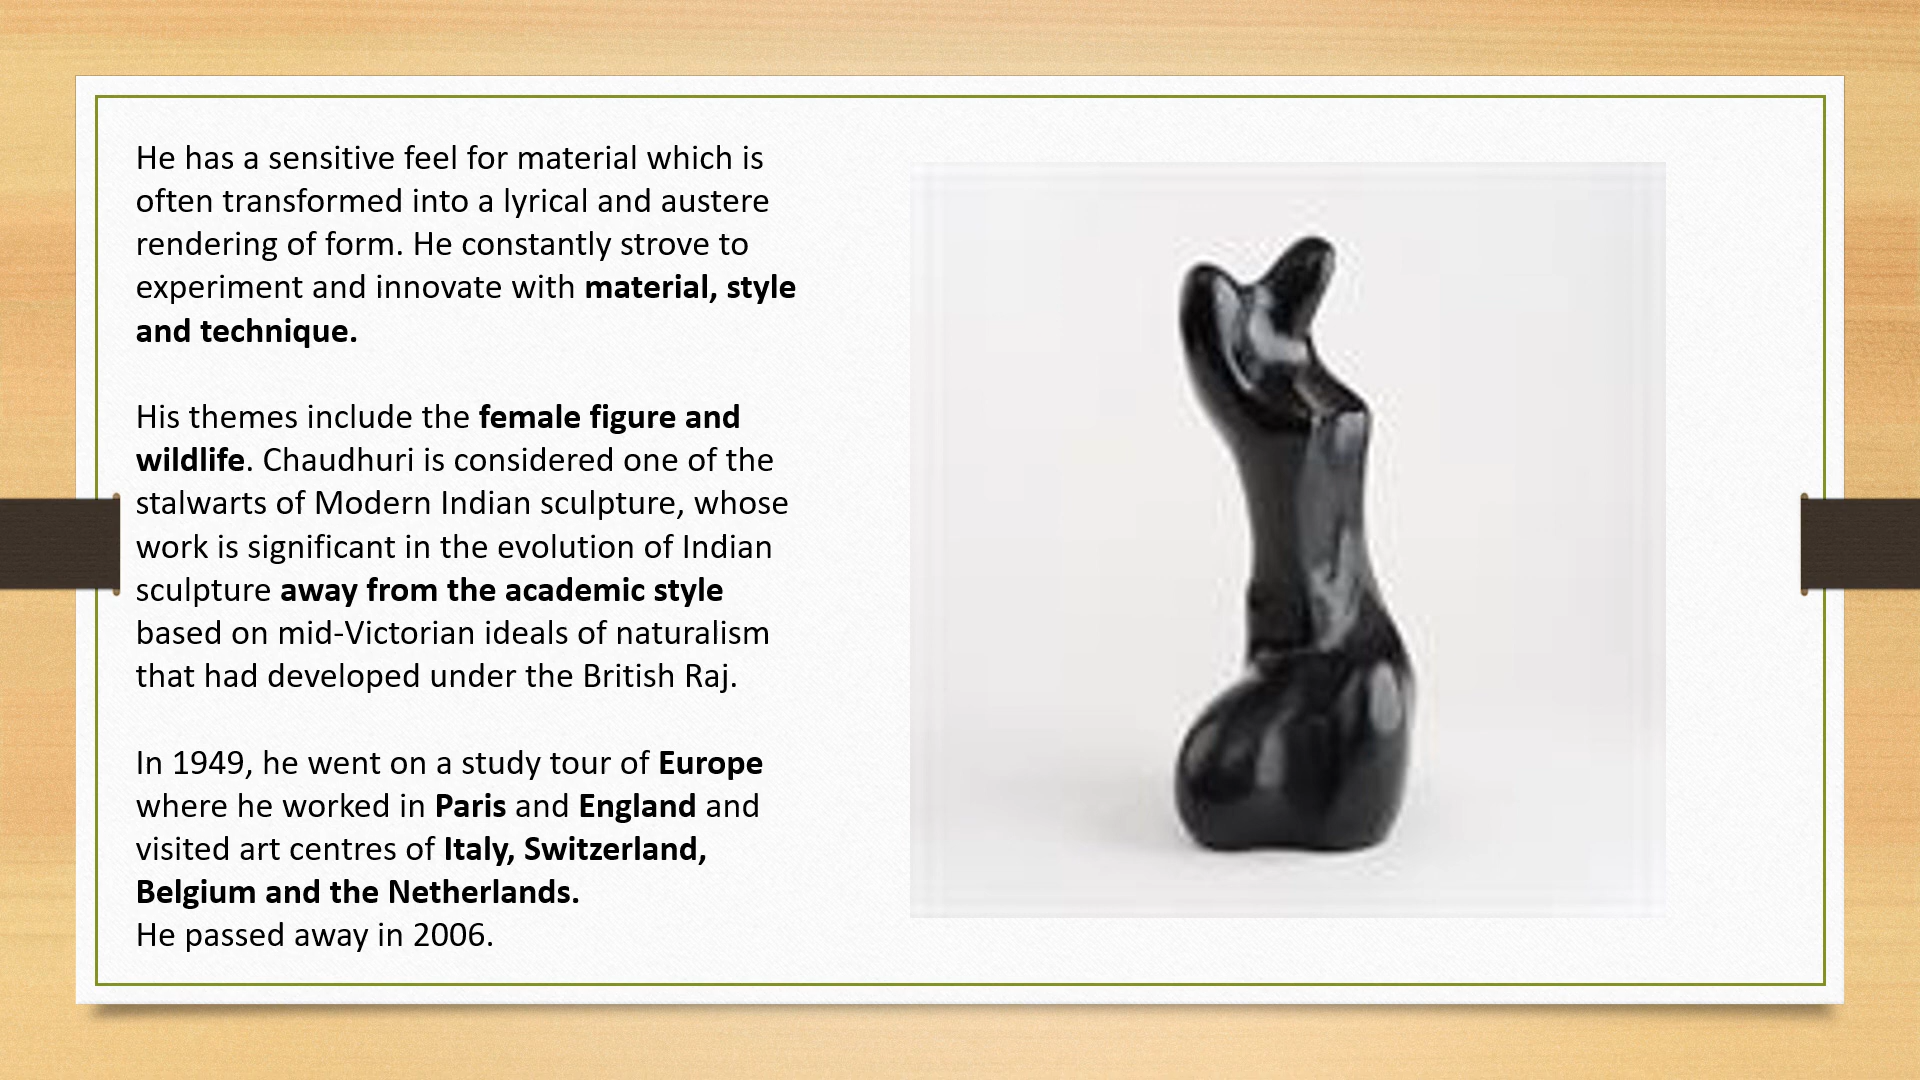 He has a sensitive feel for material which is
often transformed into a lyrical and austere
rendering of form. He constantly strove to
experiment and innovate with material, style
and technique.
His themes include the female figure and
wildlife. Chaudhuri is considered one of the
stalwarts of Modern Indian sculpture, whose
work is significant in the evolution of Indian
sculpture away from the academic style
based on mid-Victorian ideals of naturalism
that had developed under the British Raj.
In 1949, he went on a study tour of Europe
where he worked in Paris and England and
visited art centres of Italy, Switzerland,
Belgium and the Netherlands.
He passed away in 2006.